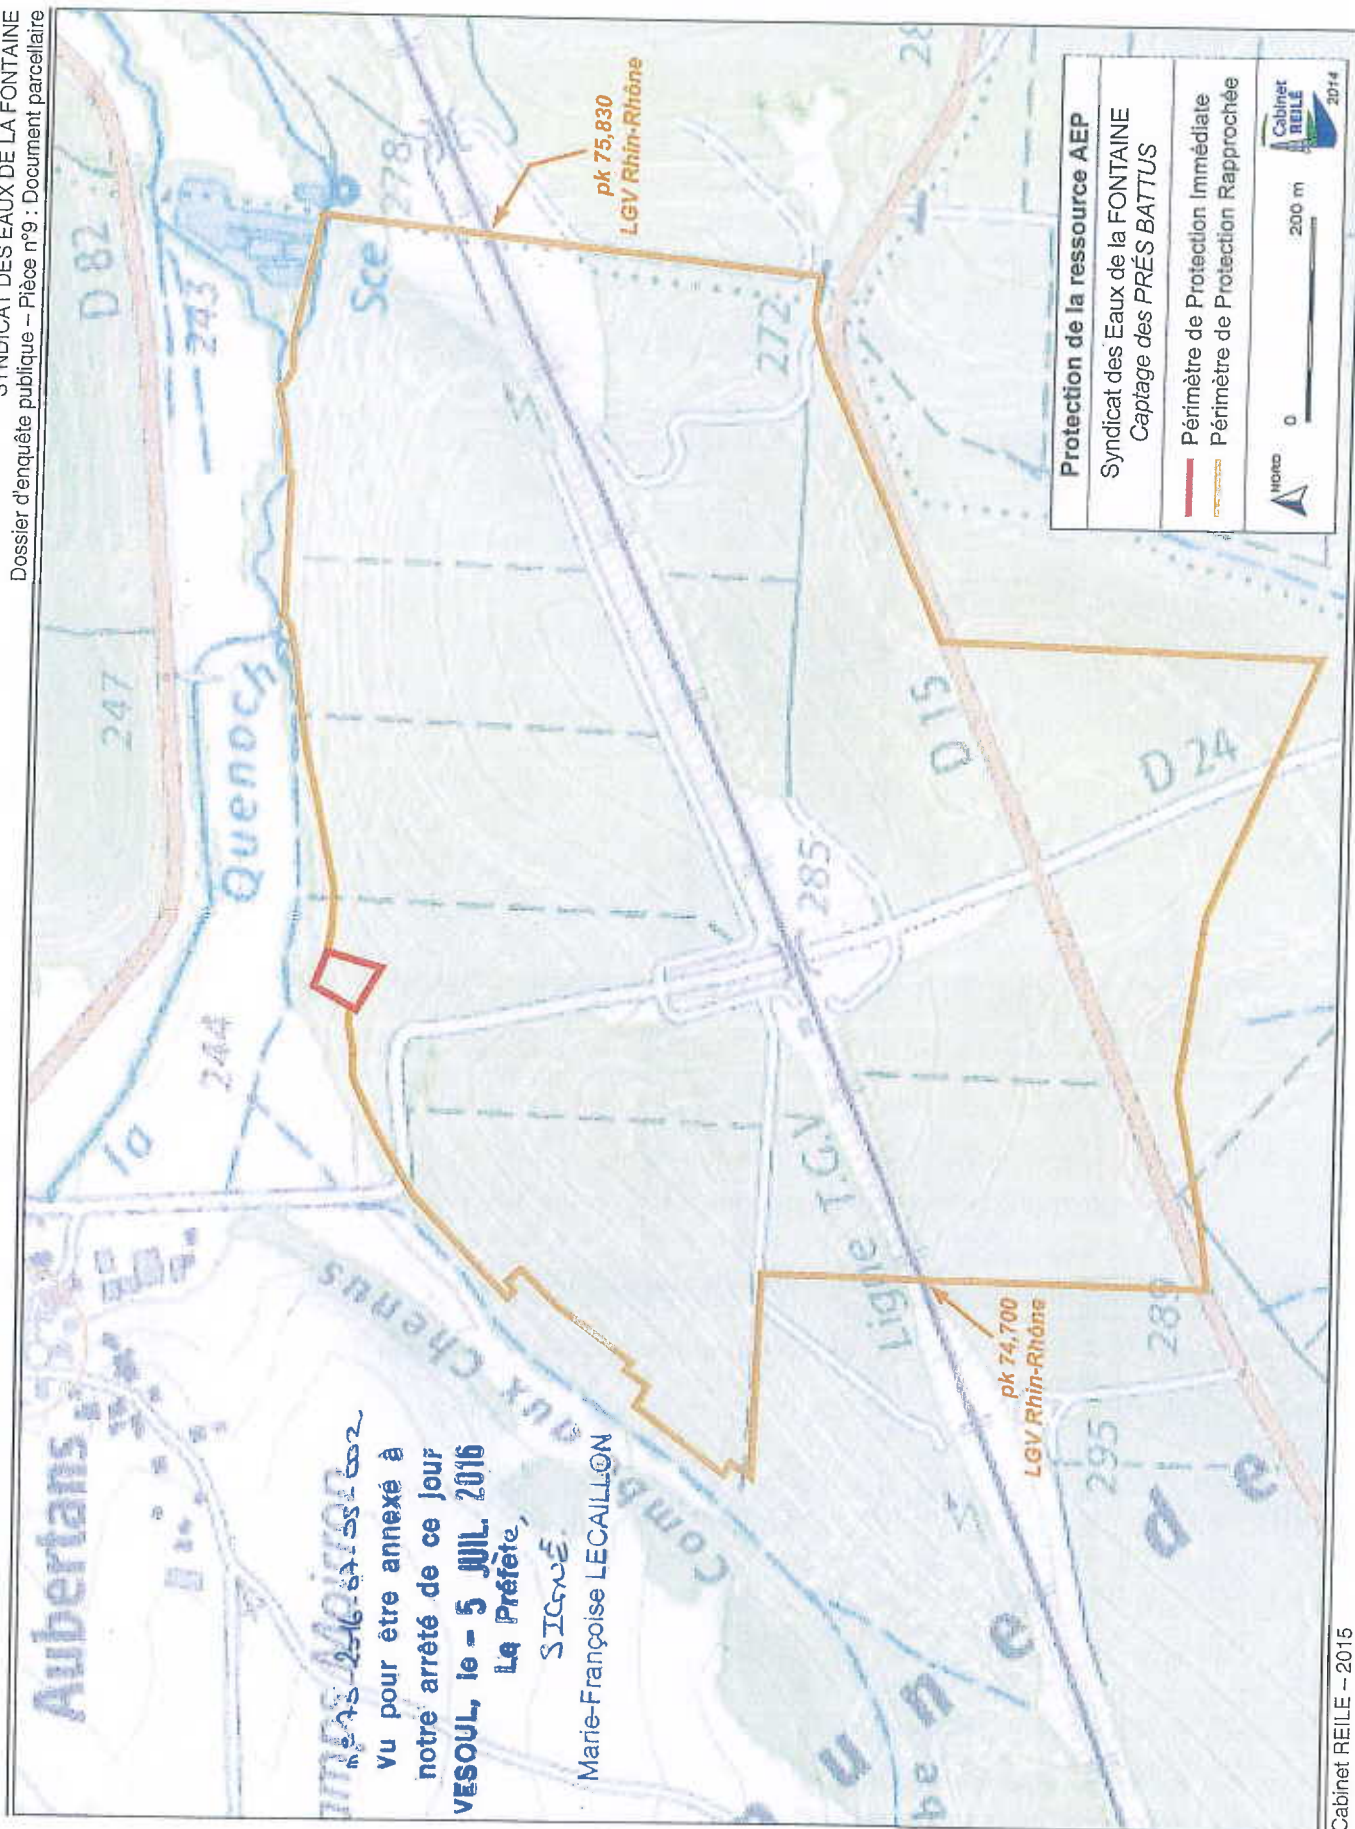 SYNDICAT DES EAUX DE LA FONTAINE
Dossier d'enquête publique – Pièce n°9 : Document parcellaire
Aubertans
Vu pour être annexé à
notre arrêté de ce jour
VESOUL, le - 5 JUIL. 2016
La Préfète,
SIGNÉ
Marie-Françoise LECAILLON
Combe aux Chenus
la
Quenoche
244
247
243
D 82
Sce
278
pk 75,830
LGV Rhin-Rhône
272
28
285
D 15
D 24
Ligne T.G.V
pk 74,700
LGV Rhin-Rhône
289
295
d e
u n e
be
Protection de la ressource AEP
Syndicat des Eaux de la FONTAINE
Captage des PRÉS BATTUS
Périmètre de Protection Immédiate
Périmètre de Protection Rapprochée
NORD
0 200 m
Cabinet
REILÉ
2014
Cabinet REILE – 2015